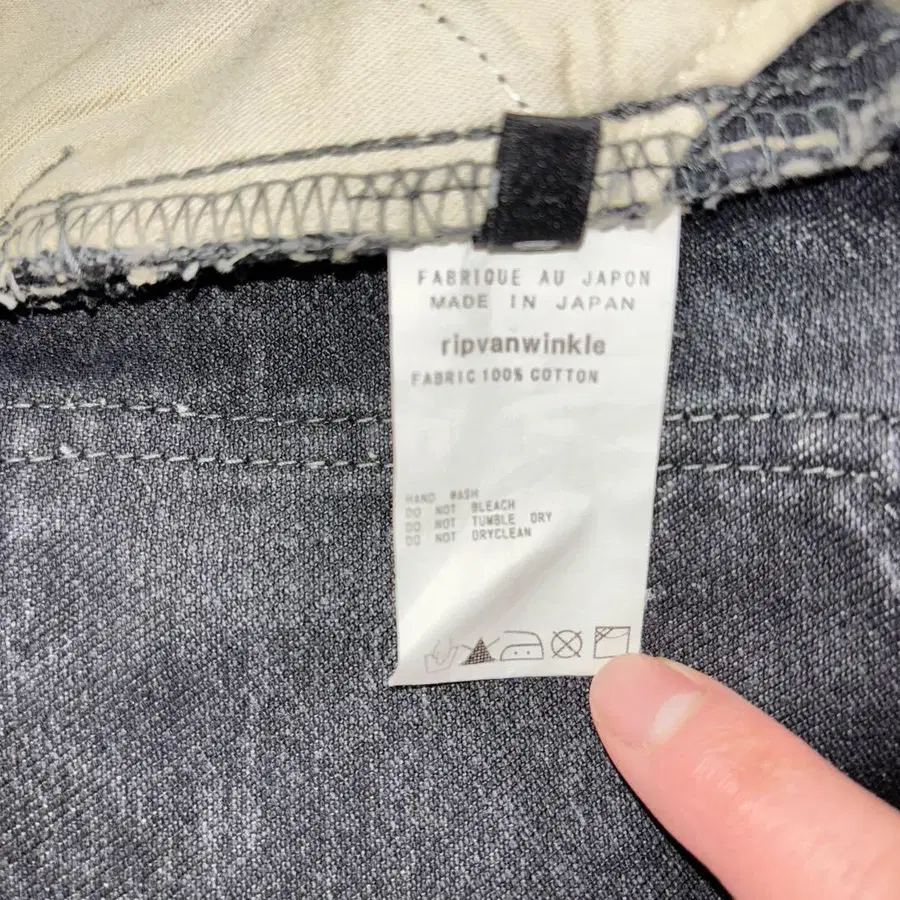 FABRIQUE AU JAPON
MADE IN JAPAN
ripvanwinkle
FABRIC 100% COTTON
HAND WASH
DO NOT BLEACH
DO NOT TUMBLE DRY
DO NOT DRYCLEAN